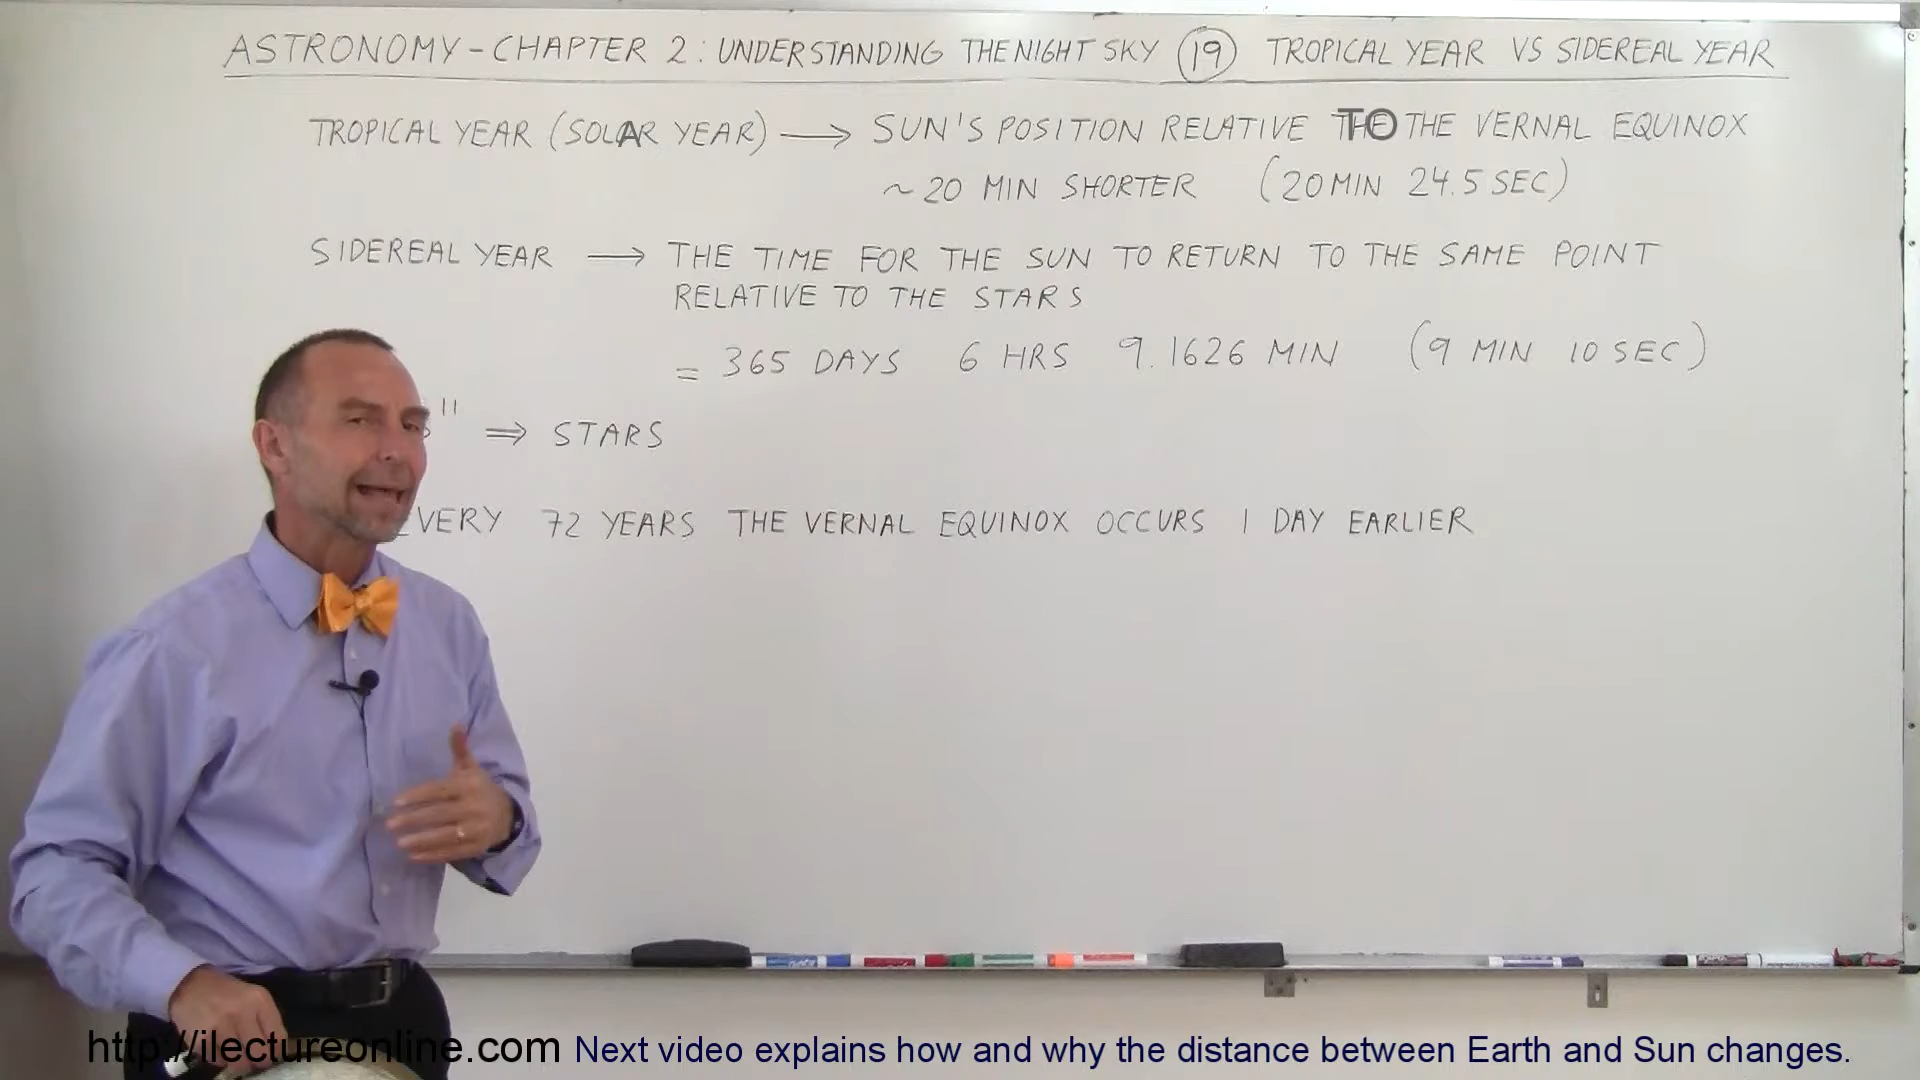 ASTRONOMY - CHAPTER 2: UNDERSTANDING THE NIGHT SKY 19 TROPICAL YEAR VS SIDEREAL YEAR
TROPICAL YEAR (SOLAR YEAR) → SUN'S POSITION RELATIVE TO THE VERNAL EQUINOX
~20 MIN SHORTER (20 MIN 24.5 SEC)
SIDEREAL YEAR → THE TIME FOR THE SUN TO RETURN TO THE SAME POINT
RELATIVE TO THE STARS
= 365 DAYS 6 HRS 9.1626 MIN (9 MIN 10 SEC)
" ⇒ STARS
EVERY 72 YEARS THE VERNAL EQUINOX OCCURS 1 DAY EARLIER
http://ilectureonline.com Next video explains how and why the distance between Earth and Sun changes.